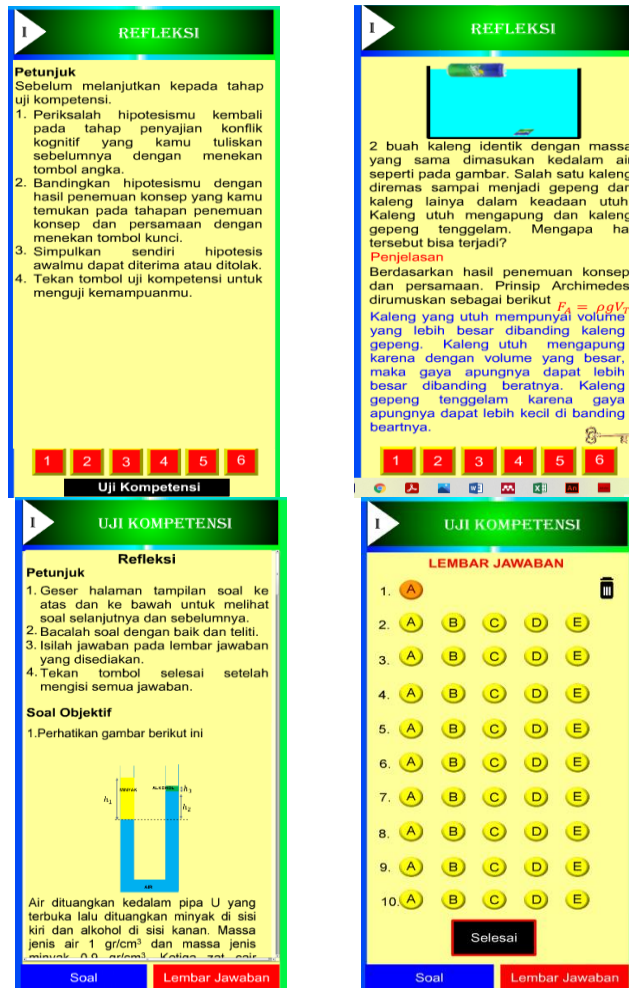 I
REFLEKSI
Petunjuk
Sebelum melanjutkan kepada tahap
uji kompetensi.
1. Periksalah hipotesismu kembali
pada tahap penyajian konflik
kognitif yang kamu tuliskan
sebelumnya dengan menekan
tombol angka.
2. Bandingkan hipotesismu dengan
hasil penemuan konsep yang kamu
temukan pada tahapan penemuan
konsep dan persamaan dengan
menekan tombol kunci.
3. Simpulkan sendiri hipotesis
awalmu dapat diterima atau ditolak.
4. Tekan tombol uji kompetensi untuk
menguji kemampuanmu.
1 2 3 4 5 6
Uji Kompetensi
I
REFLEKSI
2 buah kaleng identik dengan massa
yang sama dimasukan kedalam air
seperti pada gambar. Salah satu kaleng
diremas sampai menjadi gepeng dan
kaleng lainya dalam keadaan utuh
Kaleng utuh mengapung dan kaleng
gepeng tenggelam. Mengapa ha
tersebut bisa terjadi?
Penjelasan
Berdasarkan hasil penemuan konsep
dan persamaan. Prinsip Archimedes
dirumuskan sebagai berikut F_A = ρgV_T
Kaleng yang utuh mempunyai volume
yang lebih besar dibanding kaleng
gepeng. Kaleng utuh mengapung
karena dengan volume yang besar,
maka gaya apungnya dapat lebih
besar dibanding beratnya. Kaleng
gepeng tenggelam karena gaya
apungnya dapat lebih kecil di banding
beartnya.
1 2 3 4 5 6
I
UJI KOMPETENSI
Refleksi
Petunjuk
1. Geser halaman tampilan soal ke
atas dan ke bawah untuk melihat
soal selanjutnya dan sebelumnya.
2. Bacalah soal dengan baik dan teliti.
3. Isilah jawaban pada lembar jawaban
yang disediakan.
4. Tekan tombol selesai setelah
mengisi semua jawaban.
Soal Objektif
1.Perhatikan gambar berikut ini
MINYAK
h₁
h₃
h₂
AIR
Air dituangkan kedalam pipa U yang
terbuka lalu dituangkan minyak di sisi
kiri dan alkohol di sisi kanan. Massa
jenis air 1 gr/cm³ dan massa jenis
minyak 0,9 gr/cm³. Ketiga zat cair
Soal
Lembar Jawaban
I
UJI KOMPETENSI
LEMBAR JAWABAN
1. A
2. A B C D E
3. A B C D E
4. A B C D E
5. A B C D E
6. A B C D E
7. A B C D E
8. A B C D E
9. A B C D E
10. A B C D E
Selesai
Soal
Lembar Jawaban